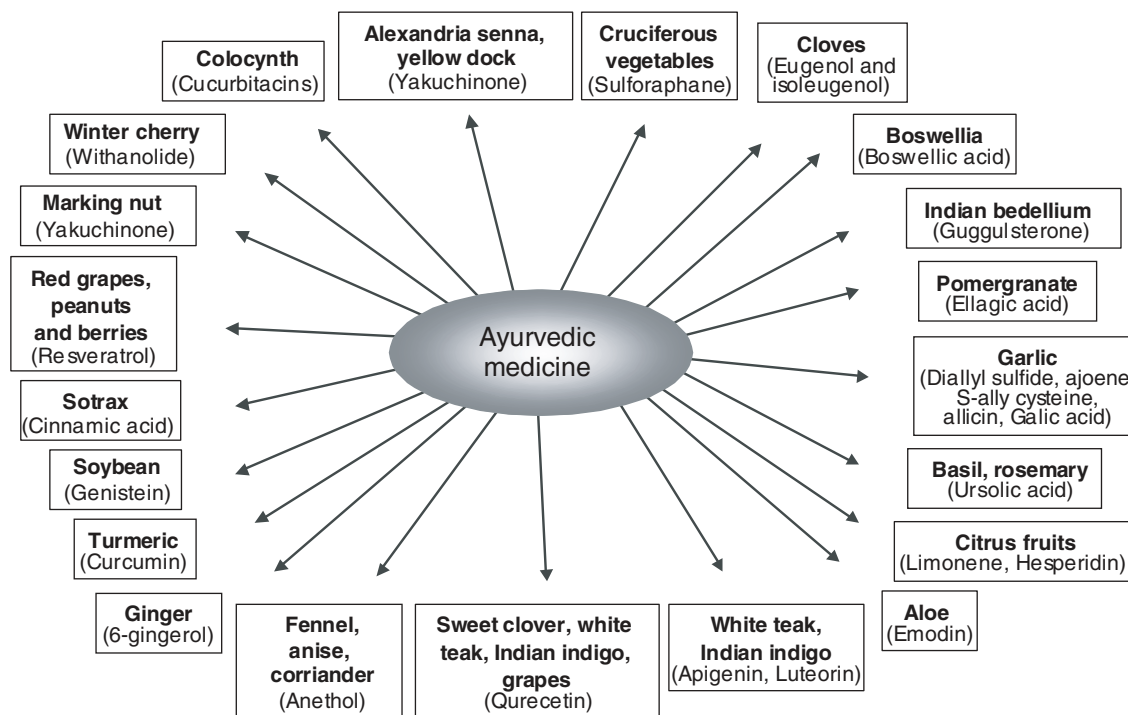 Alexandria senna,
yellow dock
(Yakuchinone)
Cruciferous
vegetables
(Sulforaphane)
Cloves
(Eugenol and
isoleugenol)
Boswellia
(Boswellic acid)
Indian bedellium
(Guggulsterone)
Pomergranate
(Ellagic acid)
Garlic
(Diallyl sulfide, ajoene
S-ally cysteine,
allicin, Galic acid)
Basil, rosemary
(Ursolic acid)
Citrus fruits
(Limonene, Hesperidin)
Aloe
(Emodin)
White teak,
Indian indigo
(Apigenin, Luteorin)
Sweet clover, white
teak, Indian indigo,
grapes
(Qurecetin)
Fennel,
anise,
corriander
(Anethol)
Ginger
(6-gingerol)
Turmeric
(Curcumin)
Soybean
(Genistein)
Sotrax
(Cinnamic acid)
Red grapes,
peanuts
and berries
(Resveratrol)
Marking nut
(Yakuchinone)
Winter cherry
(Withanolide)
Colocynth
(Cucurbitacins)
Ayurvedic
medicine